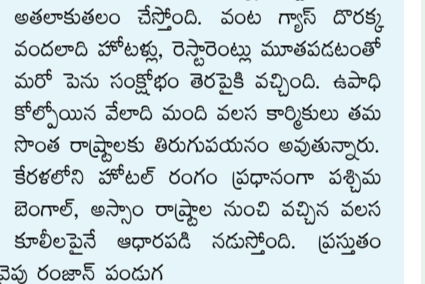 అతలాకుతలం చేస్తోంది. వంట గ్యాస్ దొరక్క
వందలాది హోటళ్లు, రెస్టారెంట్లు మూతపడటంతో
మరో పెను సంక్షోభం తెరపైకి వచ్చింది. ఉపాధి
కోల్పోయిన వేలాది మంది వలస కార్మికులు తమ
సొంత రాష్ట్రాలకు తిరుగుపయనం అవుతున్నారు.
కేరళలోని హోటల్ రంగం ప్రధానంగా పశ్చిమ
బెంగాల్, అస్సాం రాష్ట్రాల నుంచి వచ్చిన వలస
కూలీలపైనే ఆధారపడి నడుస్తోంది. ప్రస్తుతం
వైపు రంజాన్ పండుగ